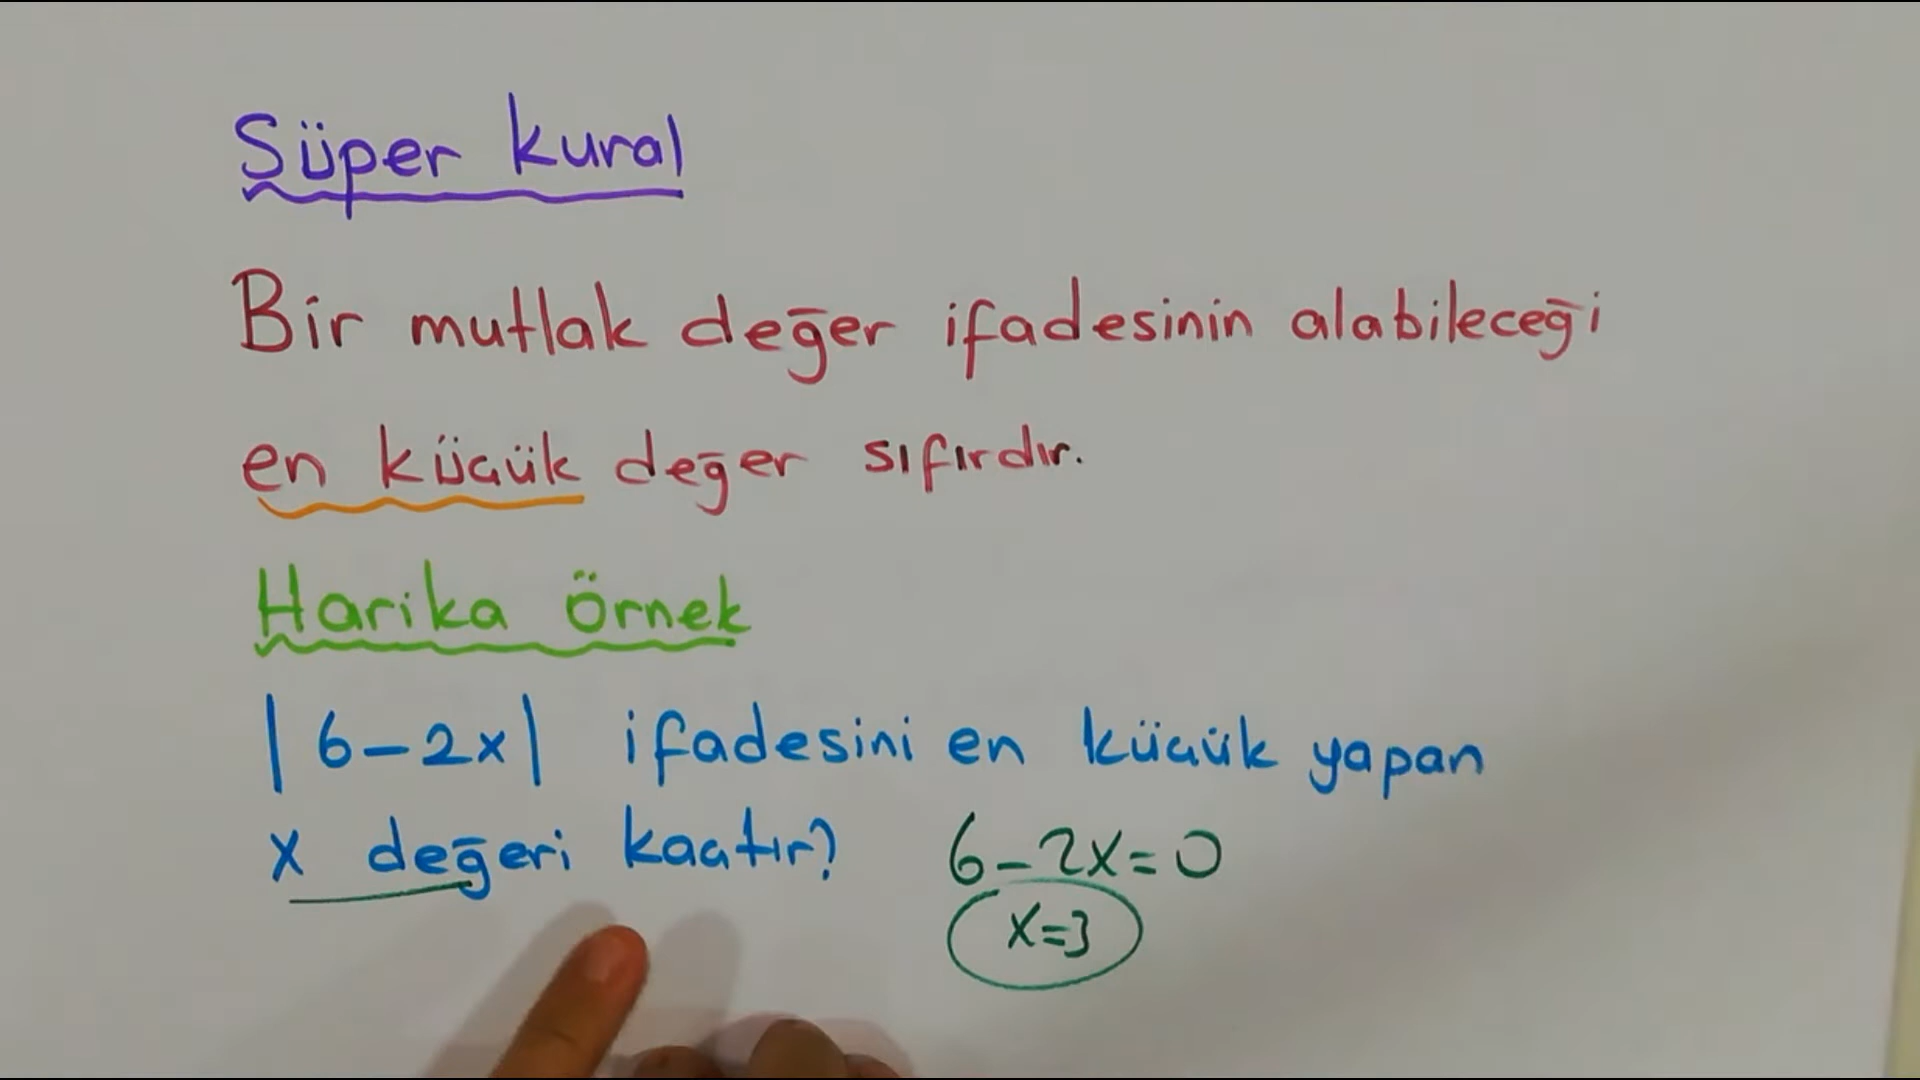 Süper kural
Bir mutlak değer ifadesinin alabileceği
en küçük değer sıfırdır.
Harika örnek
|6-2x| ifadesini en küçük yapan
x değeri kaçtır? 6-2x=0
x=3